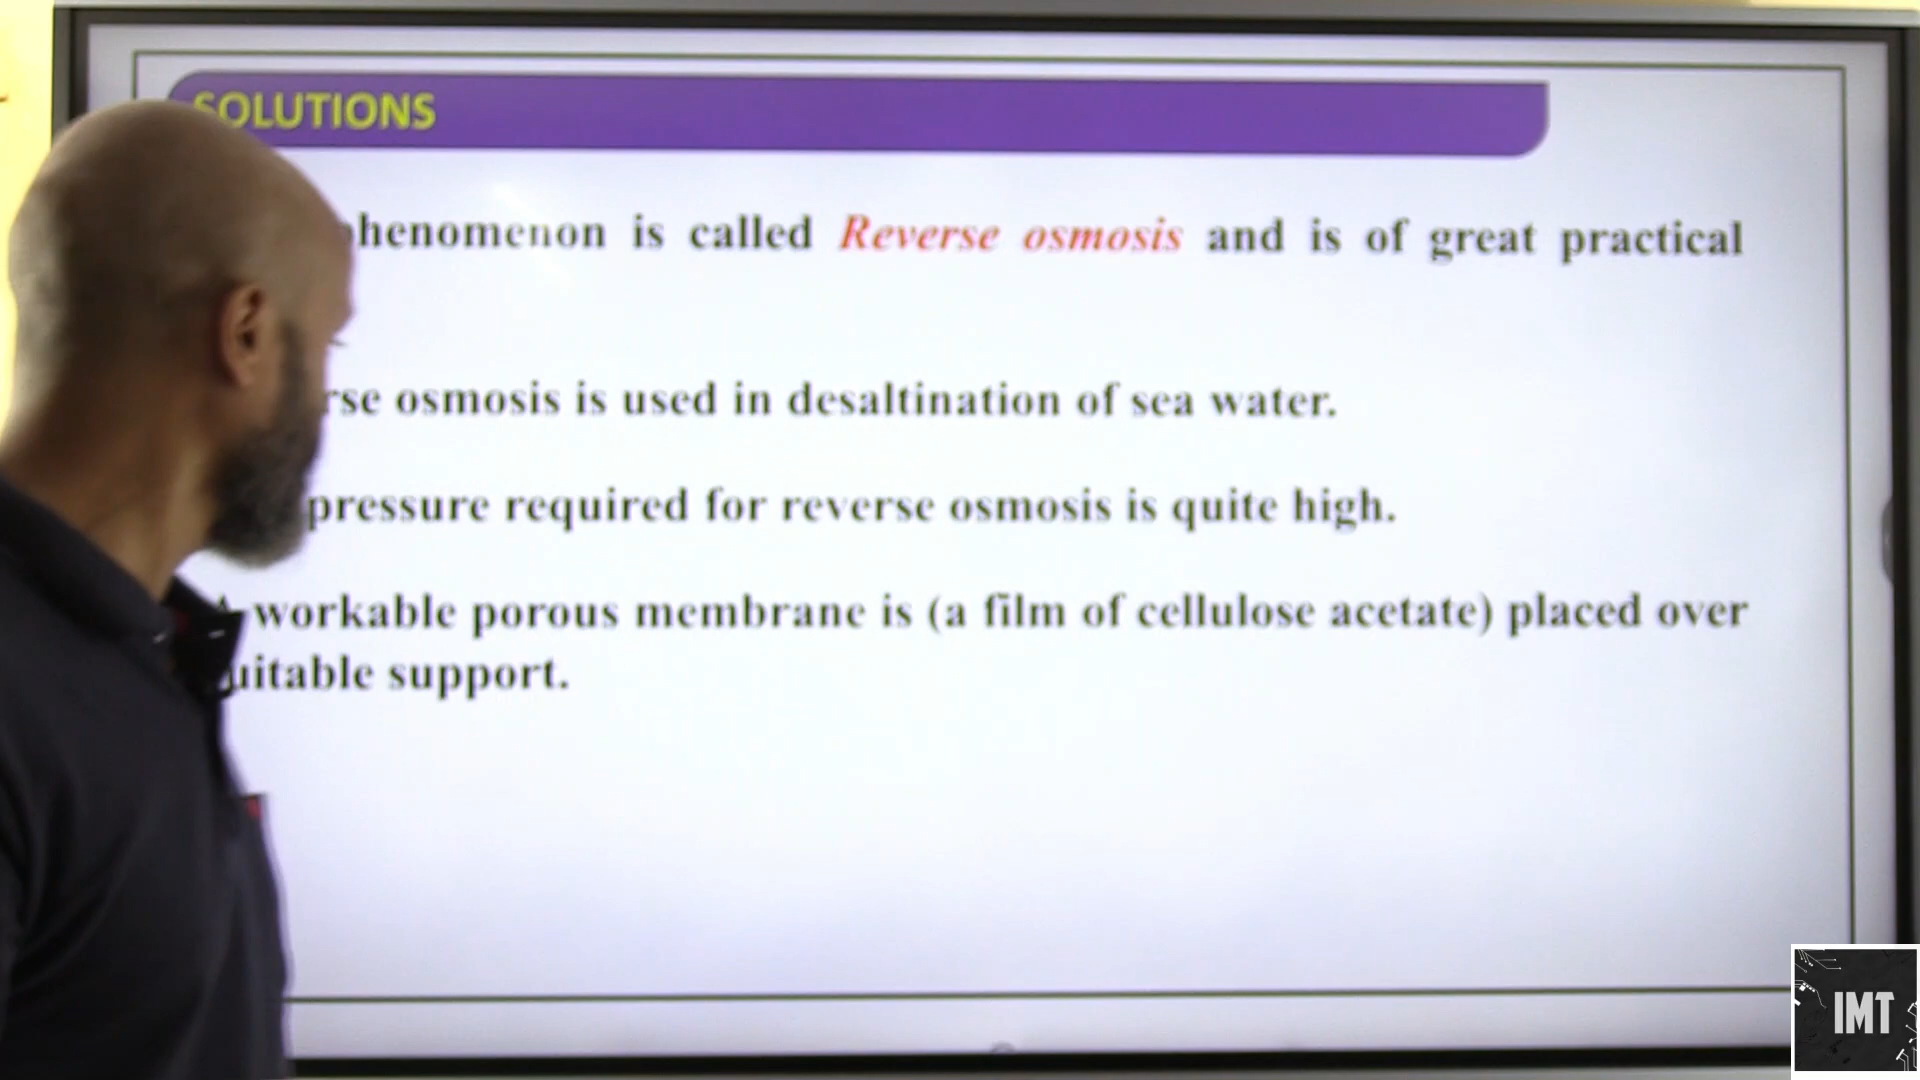 SOLUTIONS
phenomenon is called Reverse osmosis and is of great practical
rse osmosis is used in desaltination of sea water.
pressure required for reverse osmosis is quite high.
A workable porous membrane is (a film of cellulose acetate) placed over
uitable support.
IMT